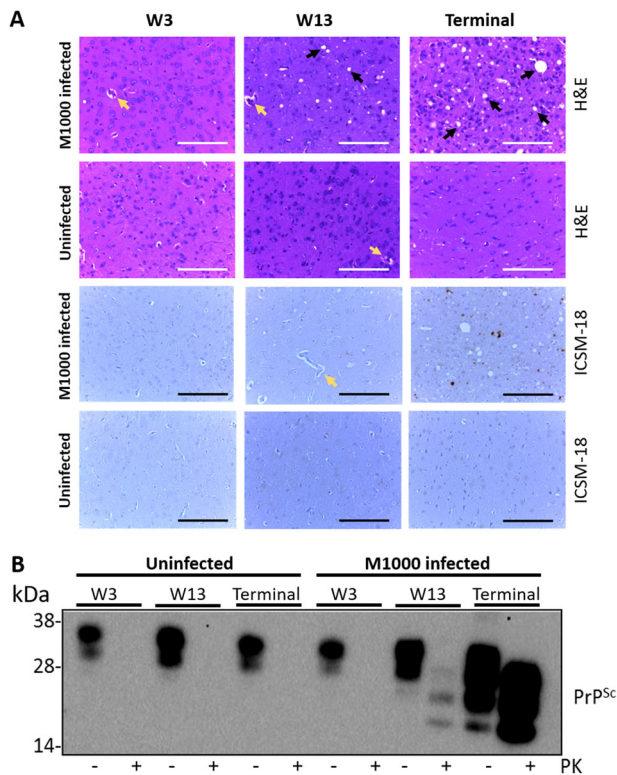 A
W3 W13 Terminal
M1000 infected H&E
Uninfected H&E
M1000 infected ICSM-18
Uninfected ICSM-18
B
Uninfected M1000 infected
kDa W3 W13 Terminal W3 W13 Terminal
38-
28-
PrPSc
14-
- + - + - + - + - + - + PK